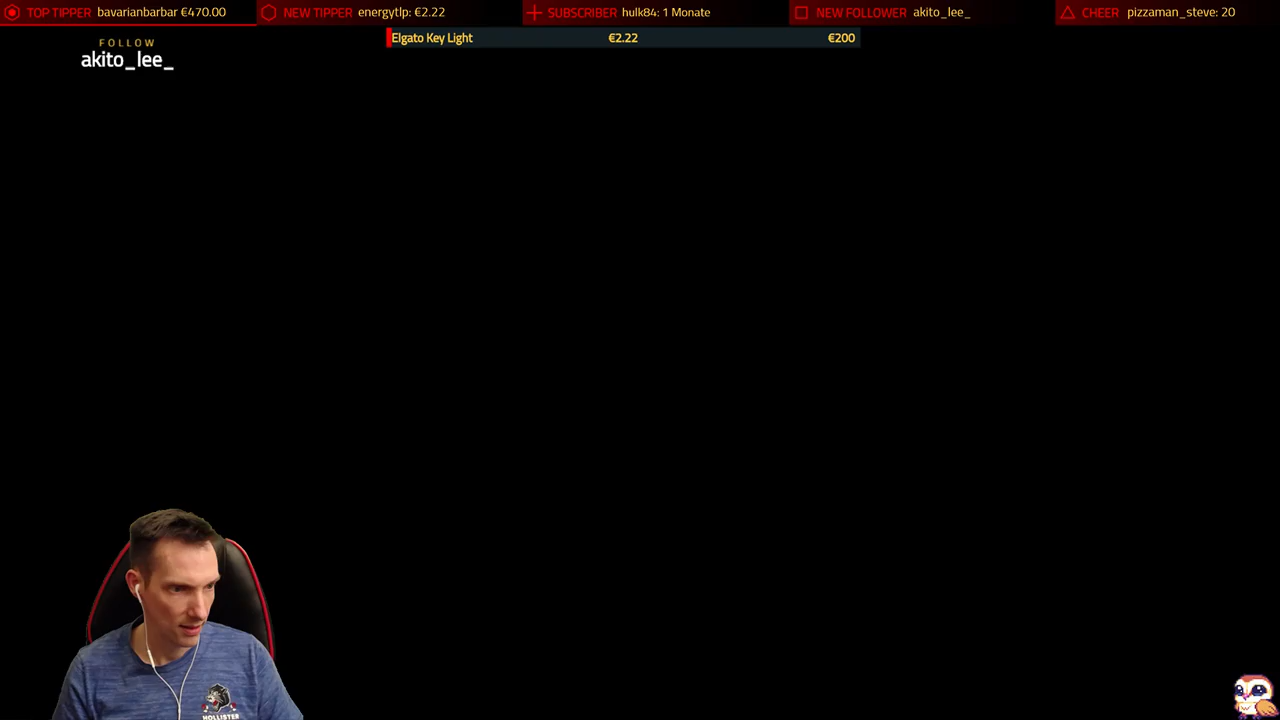 TOP TIPPER bavarianbarbar €470.00
NEW TIPPER energytlp: €2.22
SUBSCRIBER hulk84: 1 Monate
NEW FOLLOWER akito_lee_
CHEER pizzaman_steve: 20
Elgato Key Light €2.22 €200
FOLLOW
akito_lee_
HOLLISTER